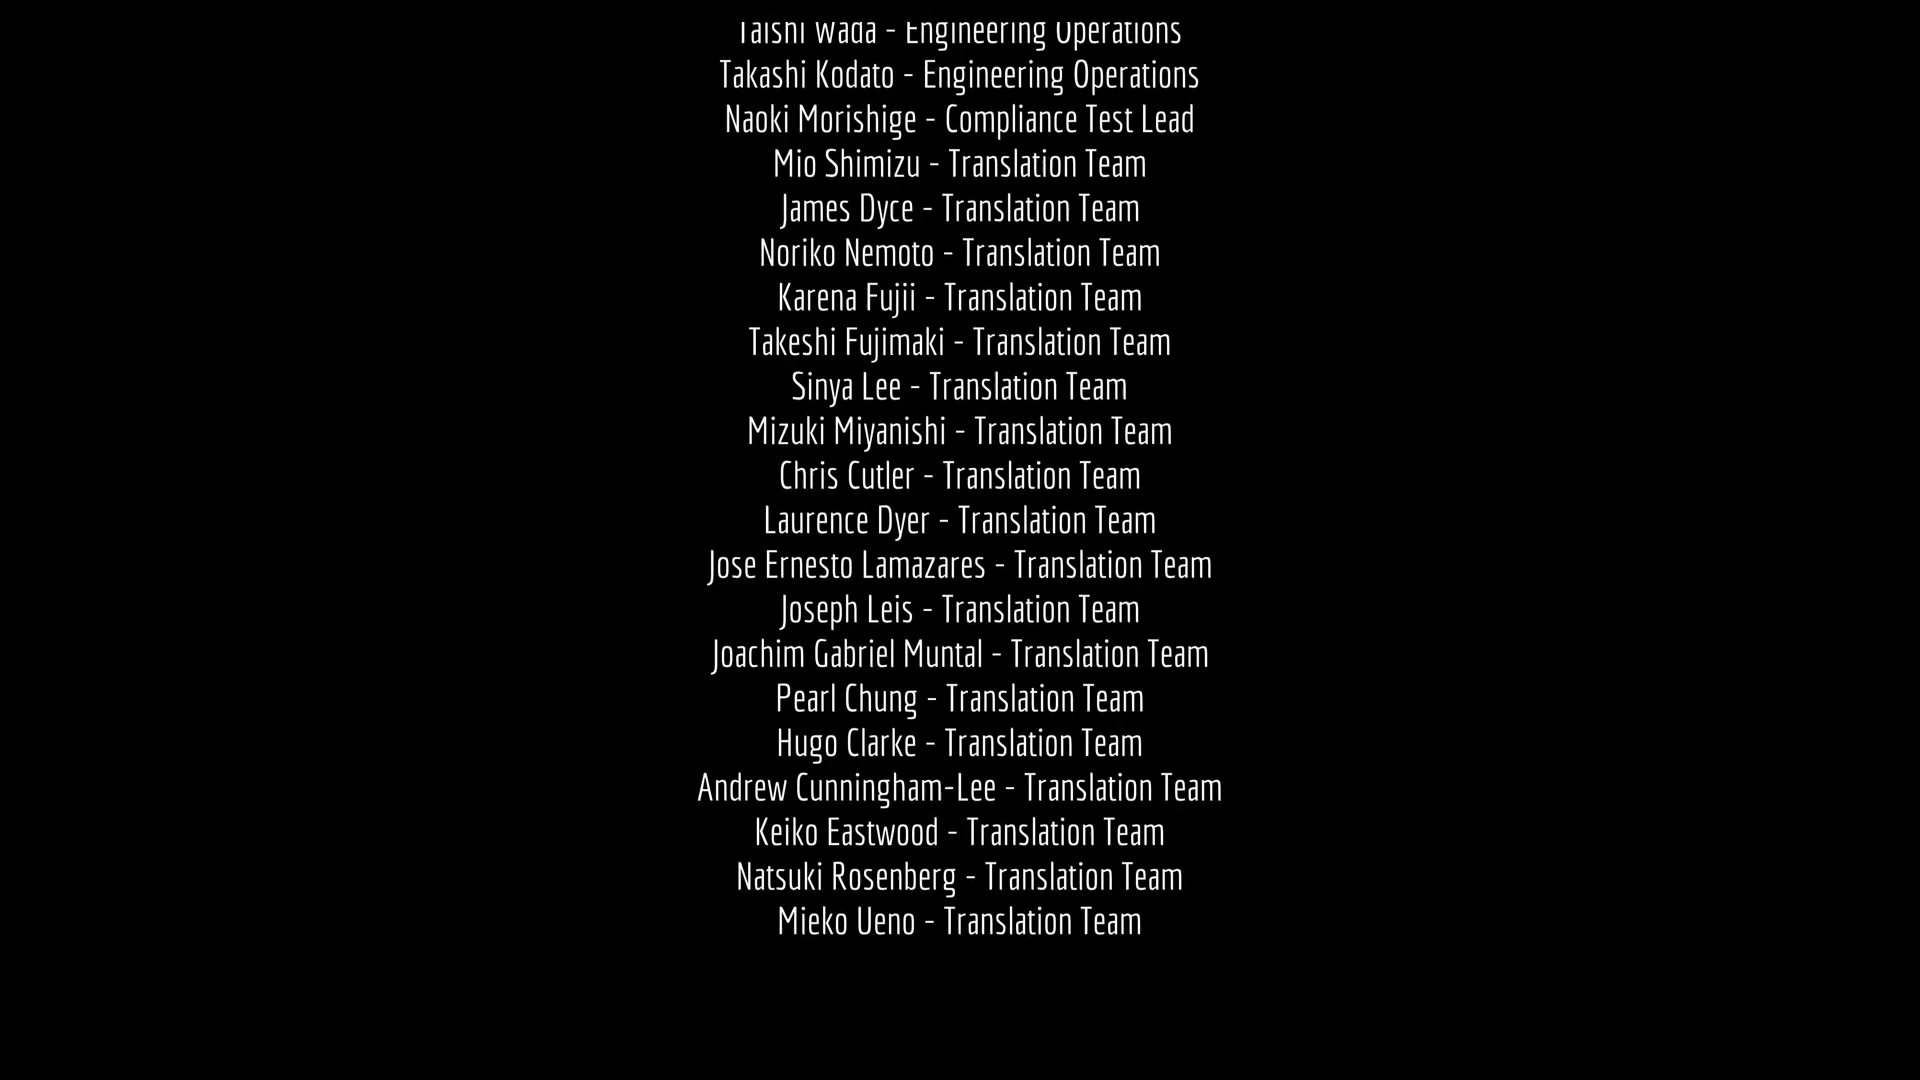 Taishi Wada - Engineering Operations
Takashi Kodato - Engineering Operations
Naoki Morishige - Compliance Test Lead
Mio Shimizu - Translation Team
James Dyce - Translation Team
Noriko Nemoto - Translation Team
Karena Fujii - Translation Team
Takeshi Fujimaki - Translation Team
Sinya Lee - Translation Team
Mizuki Miyanishi - Translation Team
Chris Cutler - Translation Team
Laurence Dyer - Translation Team
Jose Ernesto Lamazares - Translation Team
Joseph Leis - Translation Team
Joachim Gabriel Muntal - Translation Team
Pearl Chung - Translation Team
Hugo Clarke - Translation Team
Andrew Cunningham-Lee - Translation Team
Keiko Eastwood - Translation Team
Natsuki Rosenberg - Translation Team
Mieko Ueno - Translation Team